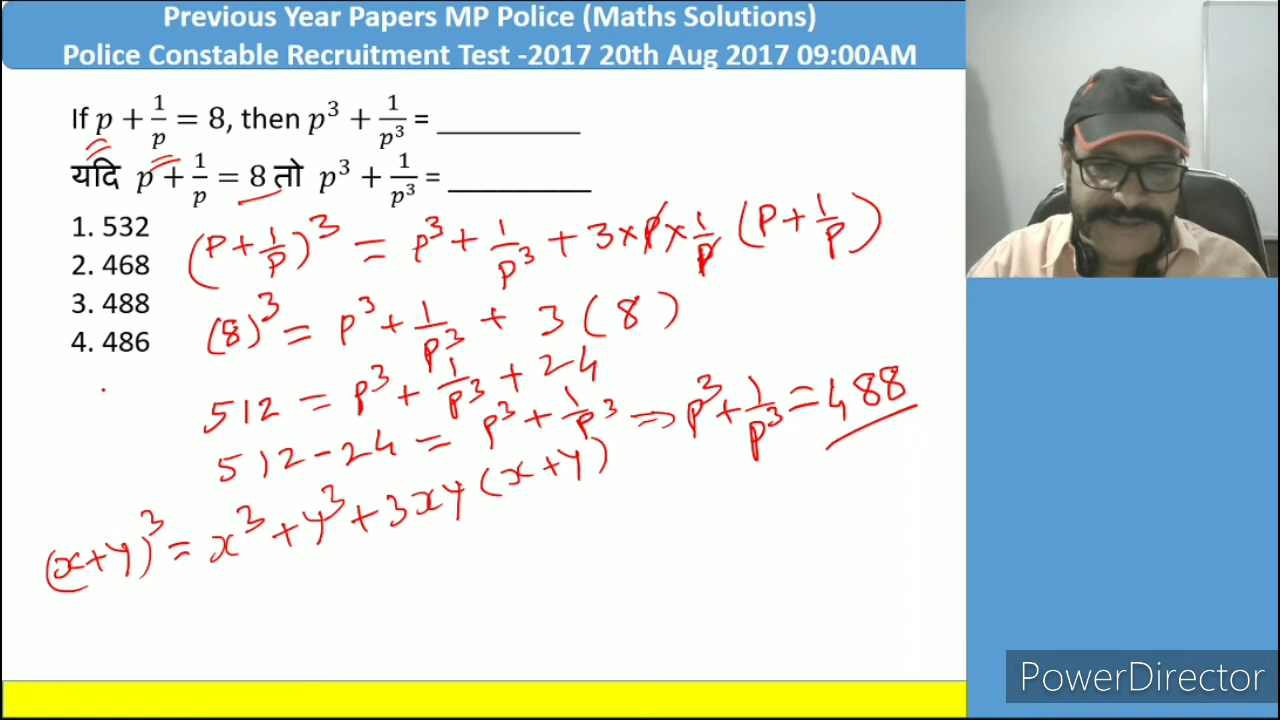 Previous Year Papers MP Police (Maths Solutions)
Police Constable Recruitment Test -2017 20th Aug 2017 09:00AM
If p + 1/p = 8, then p³ + 1/p³ = __________
यदि p + 1/p = 8 तो p³ + 1/p³ = __________
1. 532
2. 468
3. 488
4. 486
(P + 1/P)³ = P³ + 1/P³ + 3 × P × 1/P (P + 1/P)
(8)³ = P³ + 1/P³ + 3 (8)
512 = P³ + 1/P³ + 24
512 - 24 = P³ + 1/P³ ⇒ P³ + 1/P³ = 488
(x+y)³ = x³ + y³ + 3xy (x+y)
PowerDirector